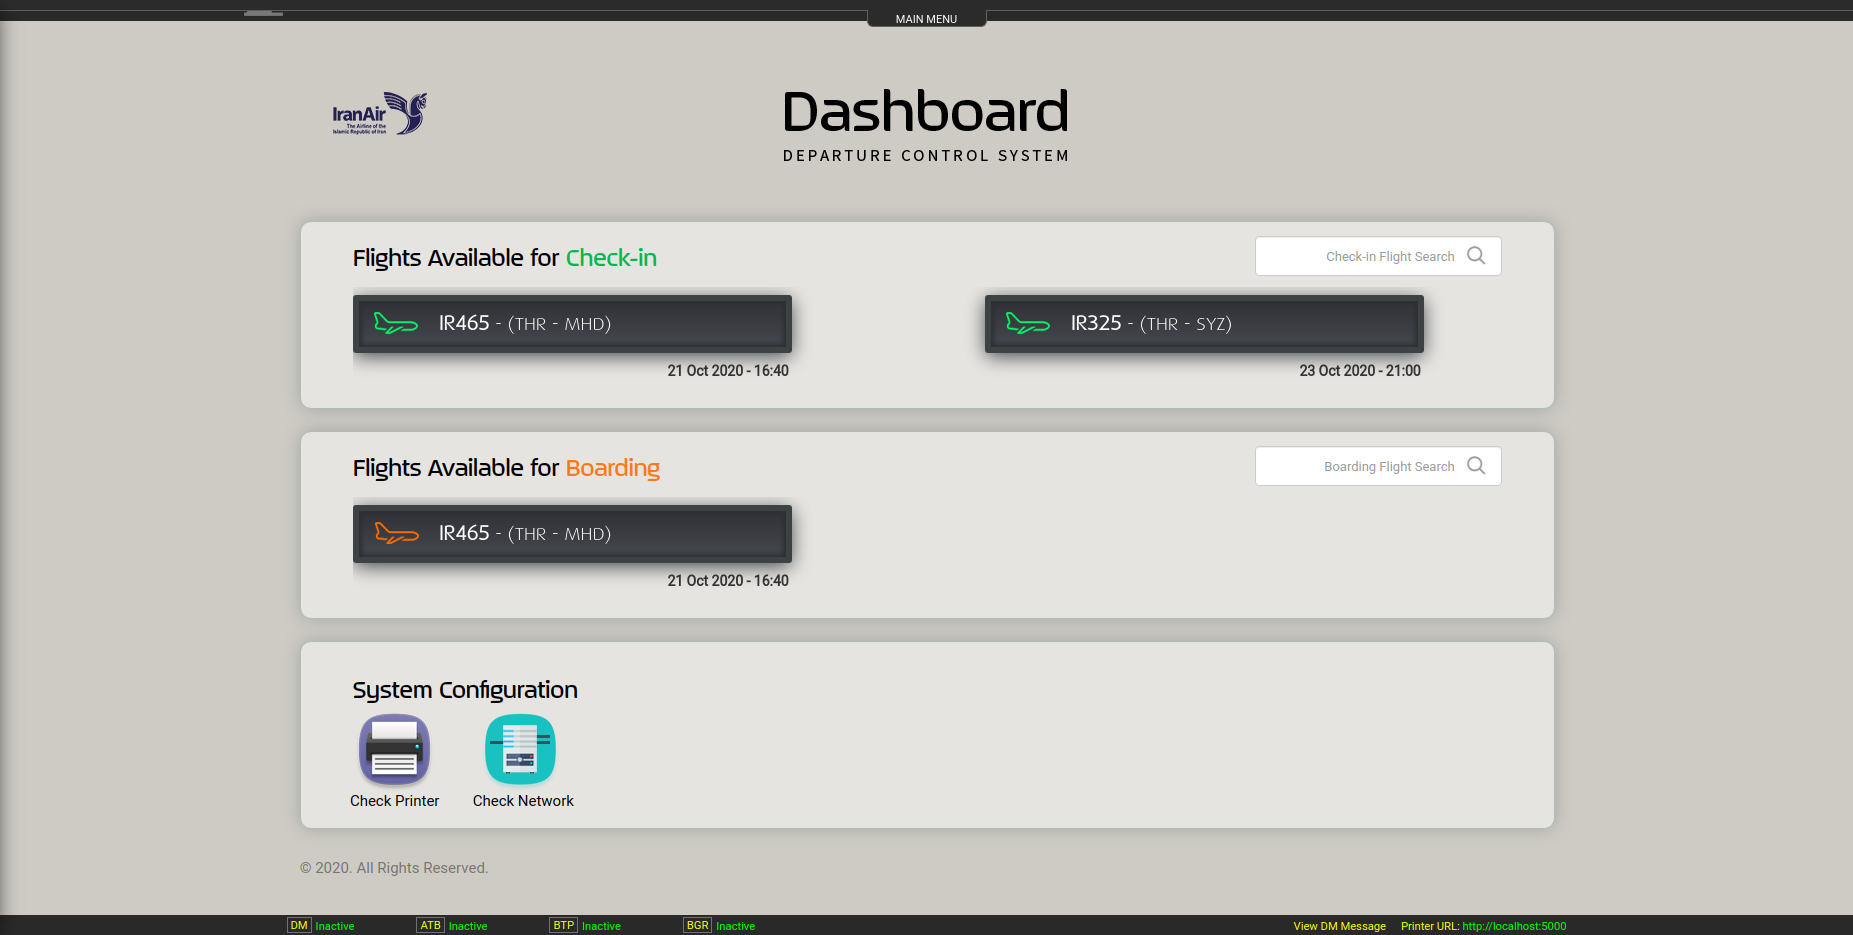 MAIN MENU
IranAir
The Airline of the
Islamic Republic of Iran
Dashboard
DEPARTURE CONTROL SYSTEM
Flights Available for Check-in
Check-in Flight Search
IR465 - (THR - MHD)
21 Oct 2020 - 16:40
IR325 - (THR - SYZ)
23 Oct 2020 - 21:00
Flights Available for Boarding
Boarding Flight Search
IR465 - (THR - MHD)
21 Oct 2020 - 16:40
System Configuration
Check Printer
Check Network
© 2020. All Rights Reserved.
DM Inactive ATB Inactive BTP Inactive BGR Inactive View DM Message Printer URL: http://localhost:5000